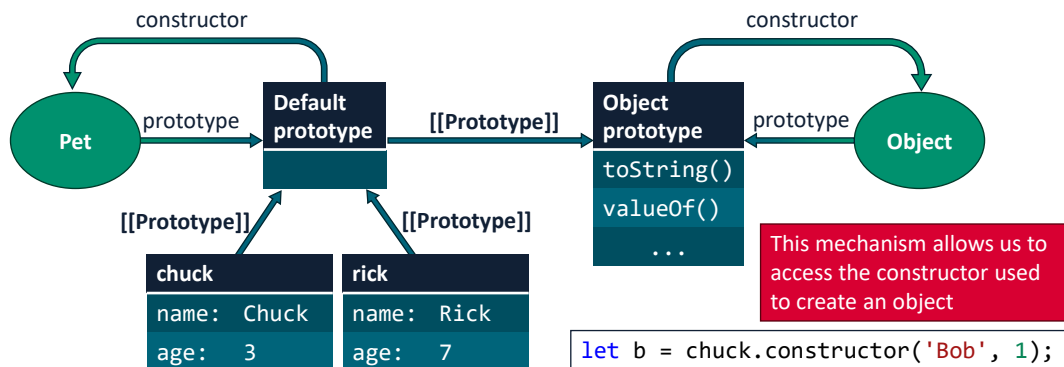 constructor
constructor
Default
prototype
Object
prototype
Pet
prototype
[[Prototype]]
prototype
Object
toString()
valueOf()
...
[[Prototype]]
[[Prototype]]
This mechanism allows us to
access the constructor used
to create an object
chuck
name: Chuck
age: 3
rick
name: Rick
age: 7
let b = chuck.constructor('Bob', 1);